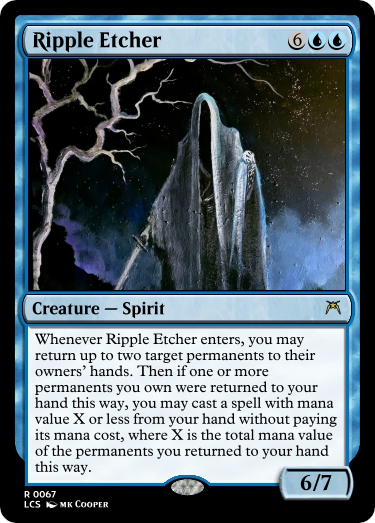 Ripple Etcher 6
Creature — Spirit
Whenever Ripple Etcher enters, you may
return up to two target permanents to their
owners' hands. Then if one or more
permanents you own were returned to your
hand this way, you may cast a spell with mana
value X or less from your hand without paying
its mana cost, where X is the total mana value
of the permanents you returned to your hand
this way.
6/7
R 0067
LCS MK COOPER